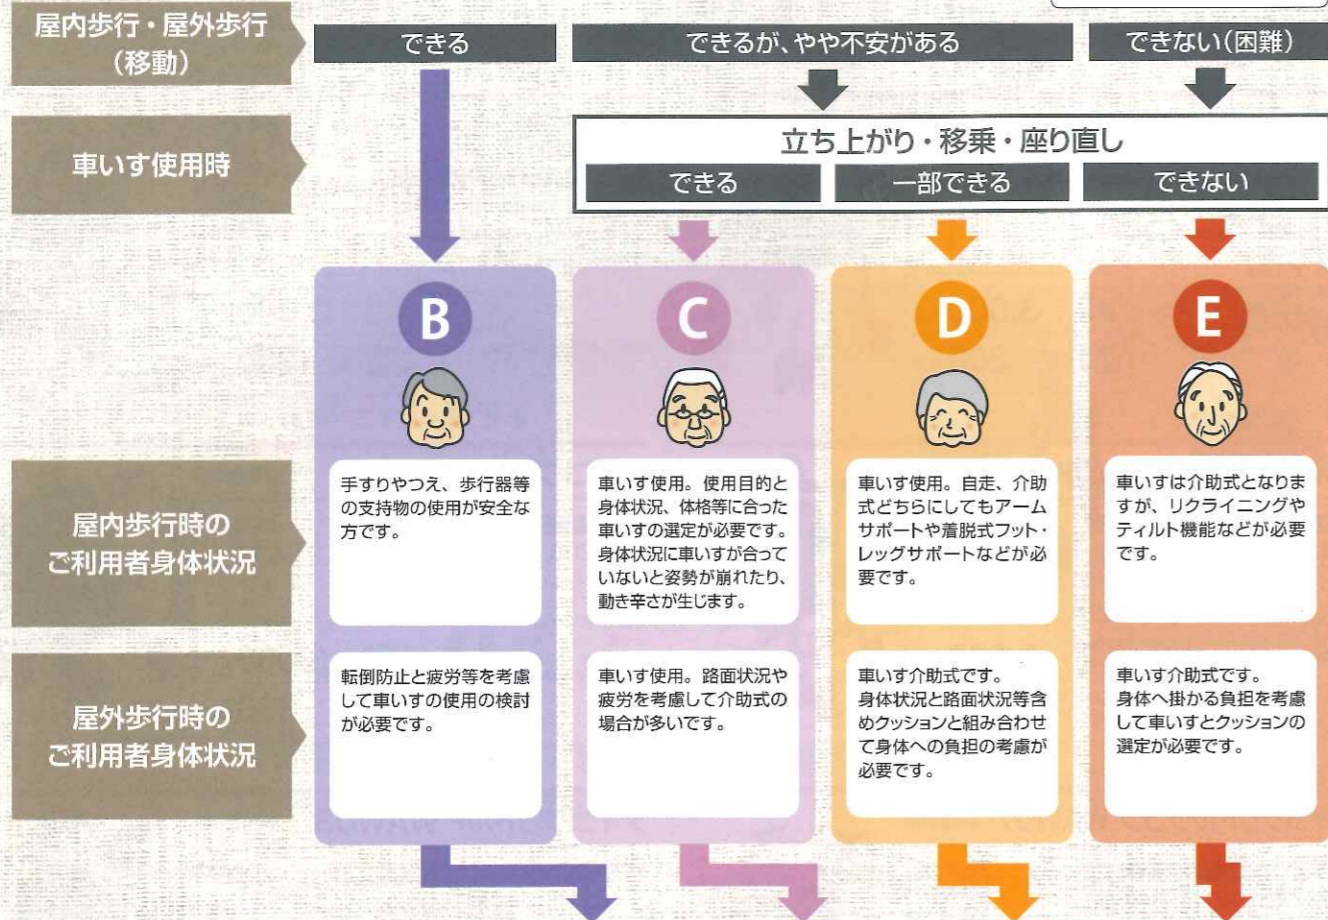 屋内歩行・屋外歩行
(移動)
できる
できるが、やや不安がある
できない(困難)
車いす使用時
立ち上がり・移乗・座り直し
できる
一部できる
できない
B
C
D
E
屋内歩行時の
ご利用者身体状況
手すりやつえ、歩行器等
の支持物の使用が安全な
方です。
車いす使用。使用目的と
身体状況、体格等に合った
車いすの選定が必要です。
身体状況に車いすが合って
いないと姿勢が崩れたり、
動き辛さが生じます。
車いす使用。自走、介助
式どちらにしてもアーム
サポートや着脱式フット・
レッグサポートなどが必
要です。
車いすは介助式となりま
すが、リクライニングや
ティルト機能などが必要
です。
屋外歩行時の
ご利用者身体状況
転倒防止と疲労等を考慮
して車いすの使用の検討
が必要です。
車いす使用。路面状況や
疲労を考慮して介助式の
場合が多いです。
車いす介助式です。
身体状況と路面状況等含
めクッションと組み合わせ
て身体への負担の考慮が
必要です。
車いす介助式です。
身体へ掛かる負担を考慮
して車いすとクッションの
選定が必要です。